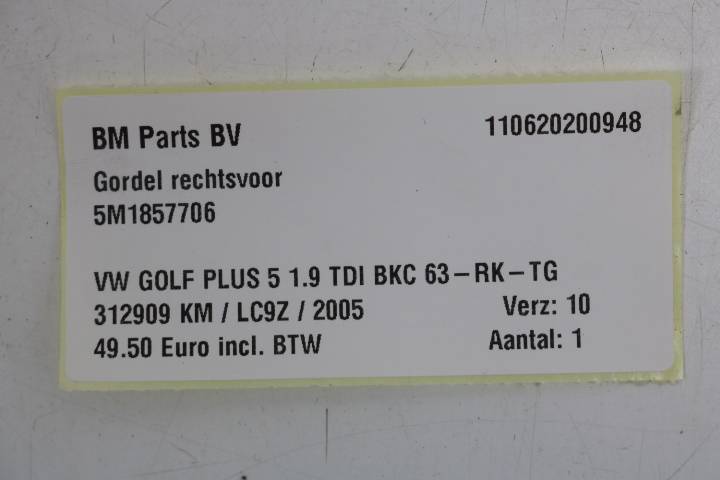 BM Parts BV 110620200948
Gordel rechtsvoor
5M1857706
VW GOLF PLUS 5 1.9 TDI BKC 63-RK-TG
312909 KM / LC9Z / 2005 Verz: 10
49.50 Euro incl. BTW Aantal: 1